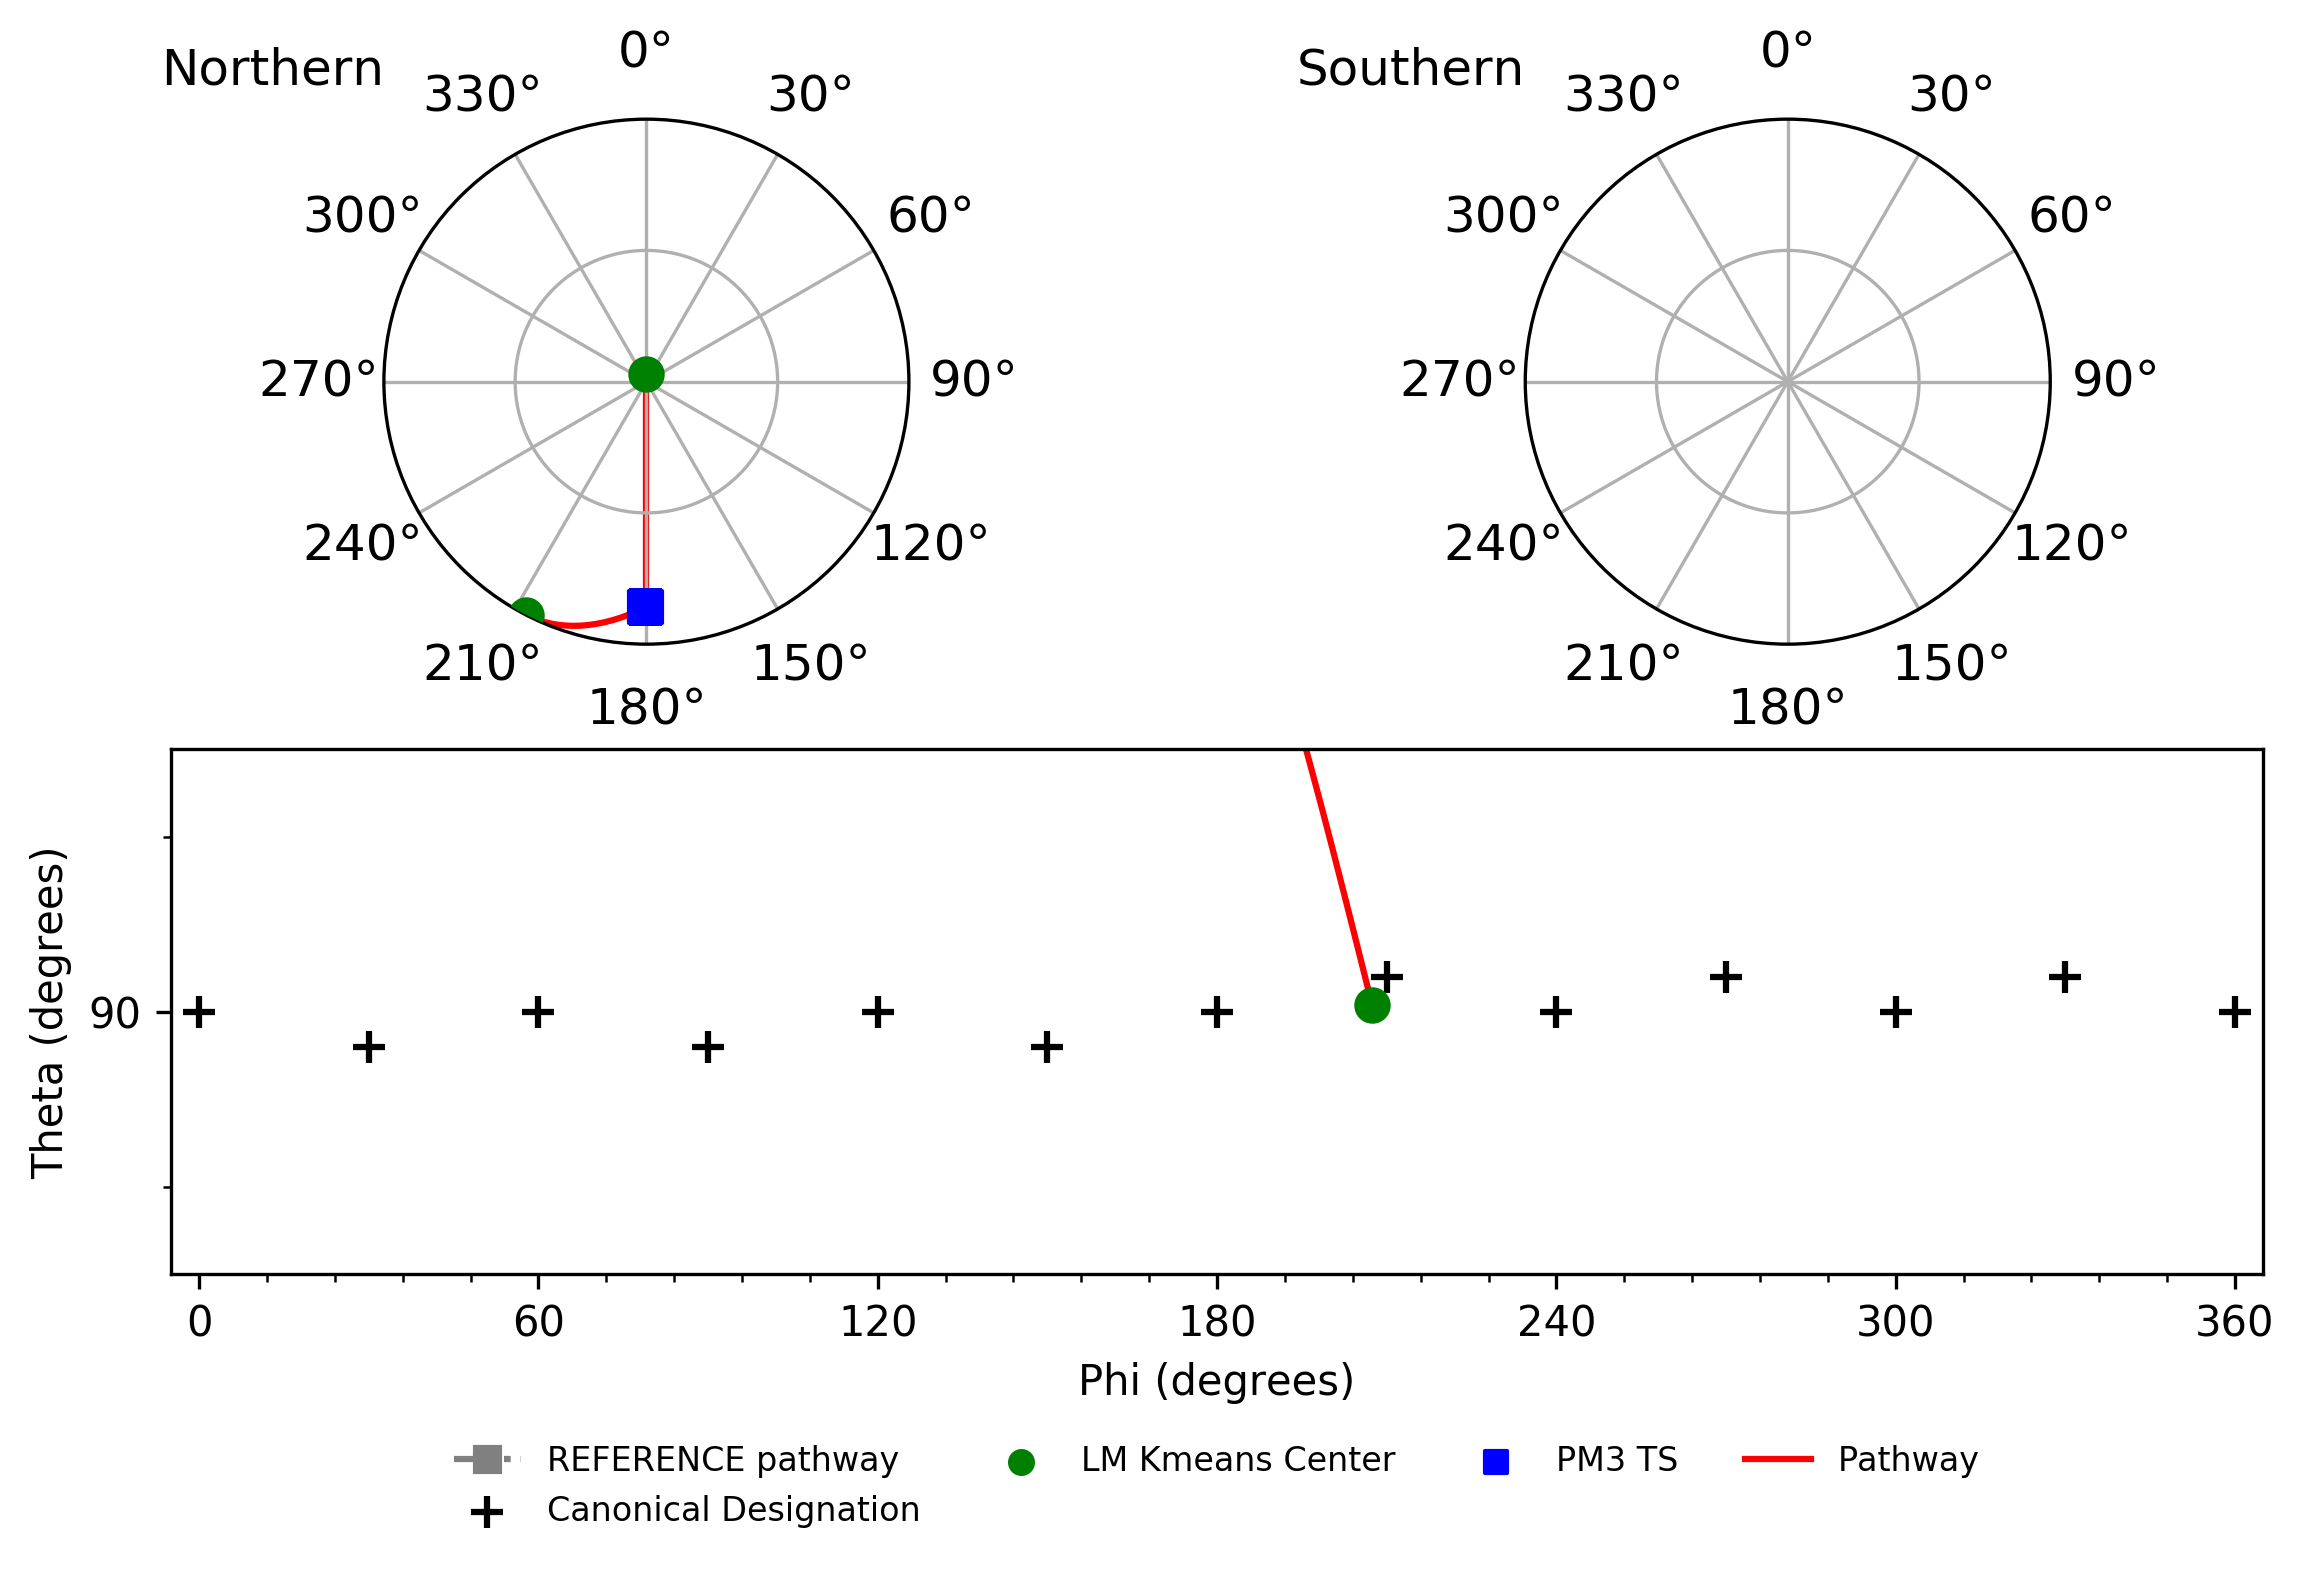 Northern
0°
30°
60°
90°
120°
150°
180°
210°
240°
270°
300°
330°
Southern
0°
30°
60°
90°
120°
150°
180°
210°
240°
270°
300°
330°
Theta (degrees)
90
0 60 120 180 240 300 360
Phi (degrees)
REFERENCE pathway
Canonical Designation
LM Kmeans Center
PM3 TS
Pathway